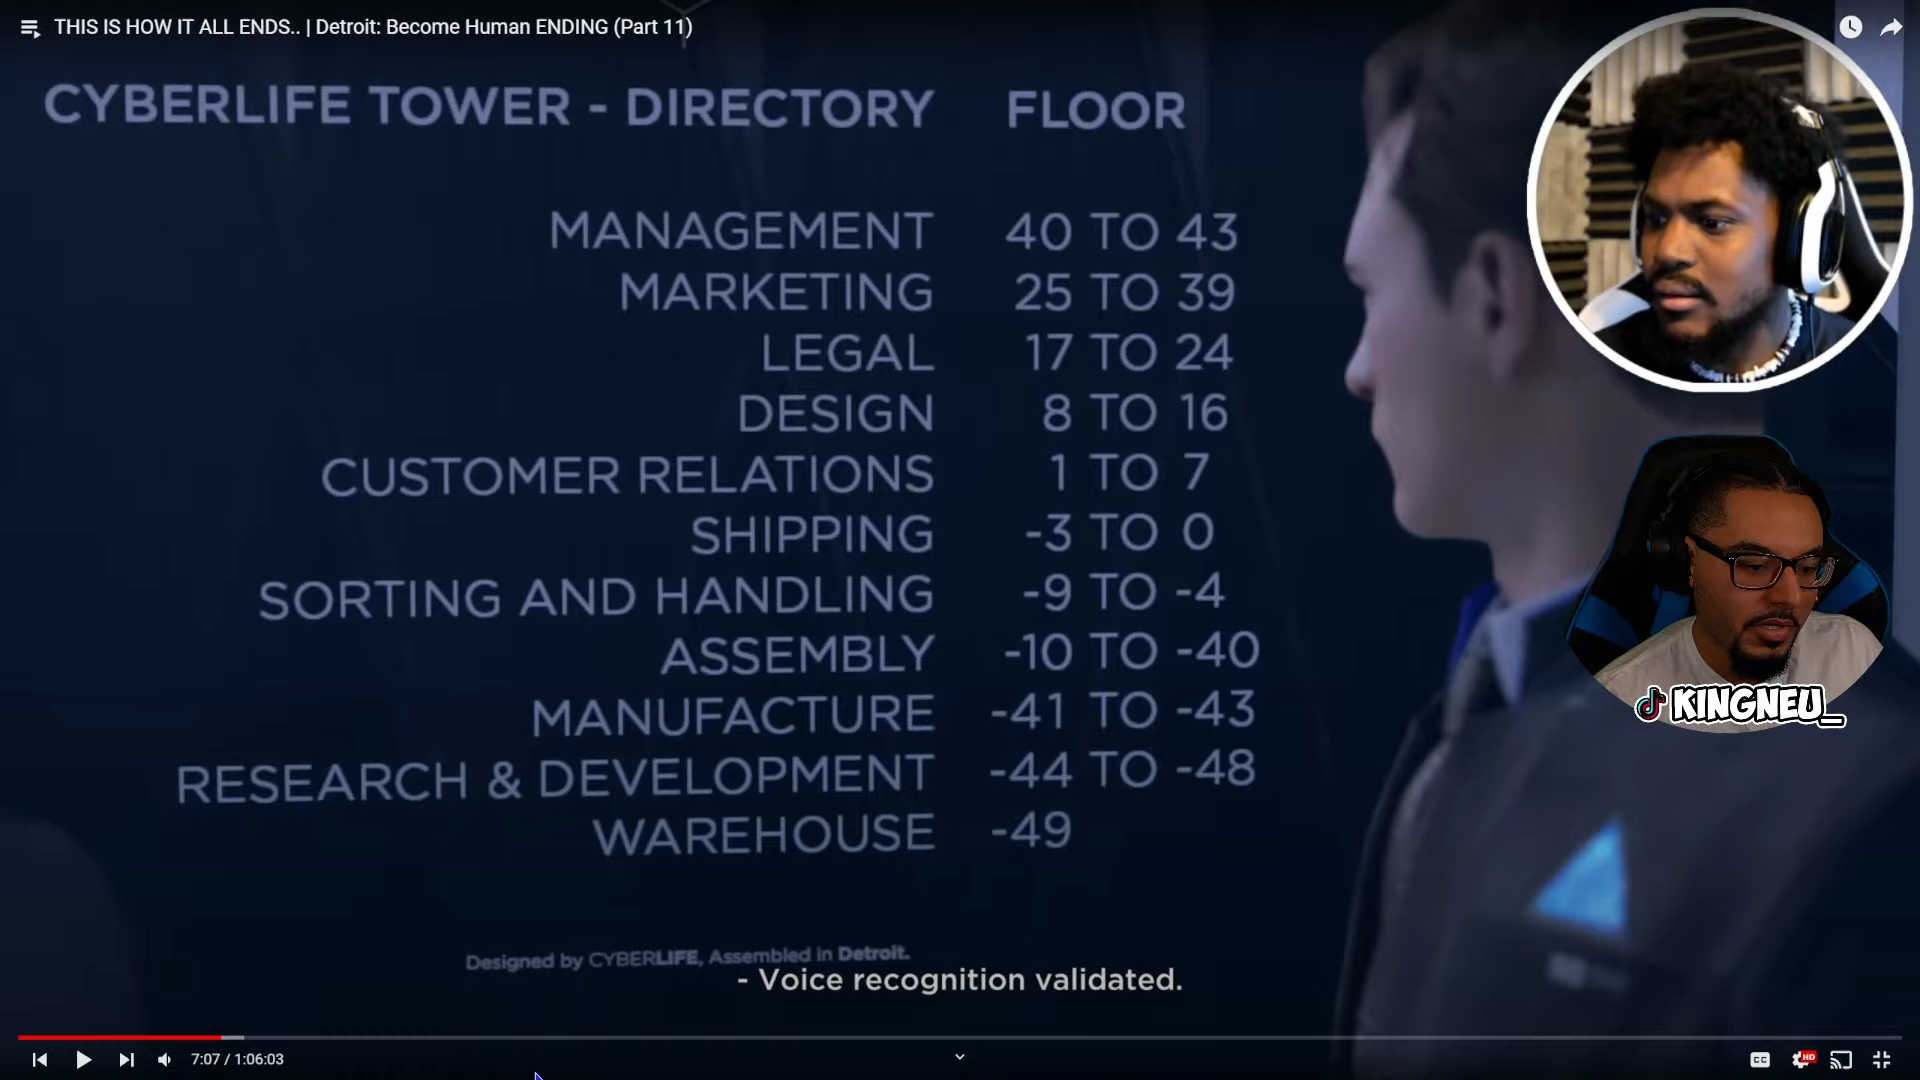 THIS IS HOW IT ALL ENDS.. | Detroit: Become Human ENDING (Part 11)
CYBERLIFE TOWER - DIRECTORY FLOOR
MANAGEMENT 40 TO 43
MARKETING 25 TO 39
LEGAL 17 TO 24
DESIGN 8 TO 16
CUSTOMER RELATIONS 1 TO 7
SHIPPING -3 TO 0
SORTING AND HANDLING -9 TO -4
ASSEMBLY -10 TO -40
MANUFACTURE -41 TO -43
RESEARCH & DEVELOPMENT -44 TO -48
WAREHOUSE -49
KINGNEU_
Designed by CYBERLIFE, Assembled in Detroit.
- Voice recognition validated.
7:07 / 1:06:03
CC
HD